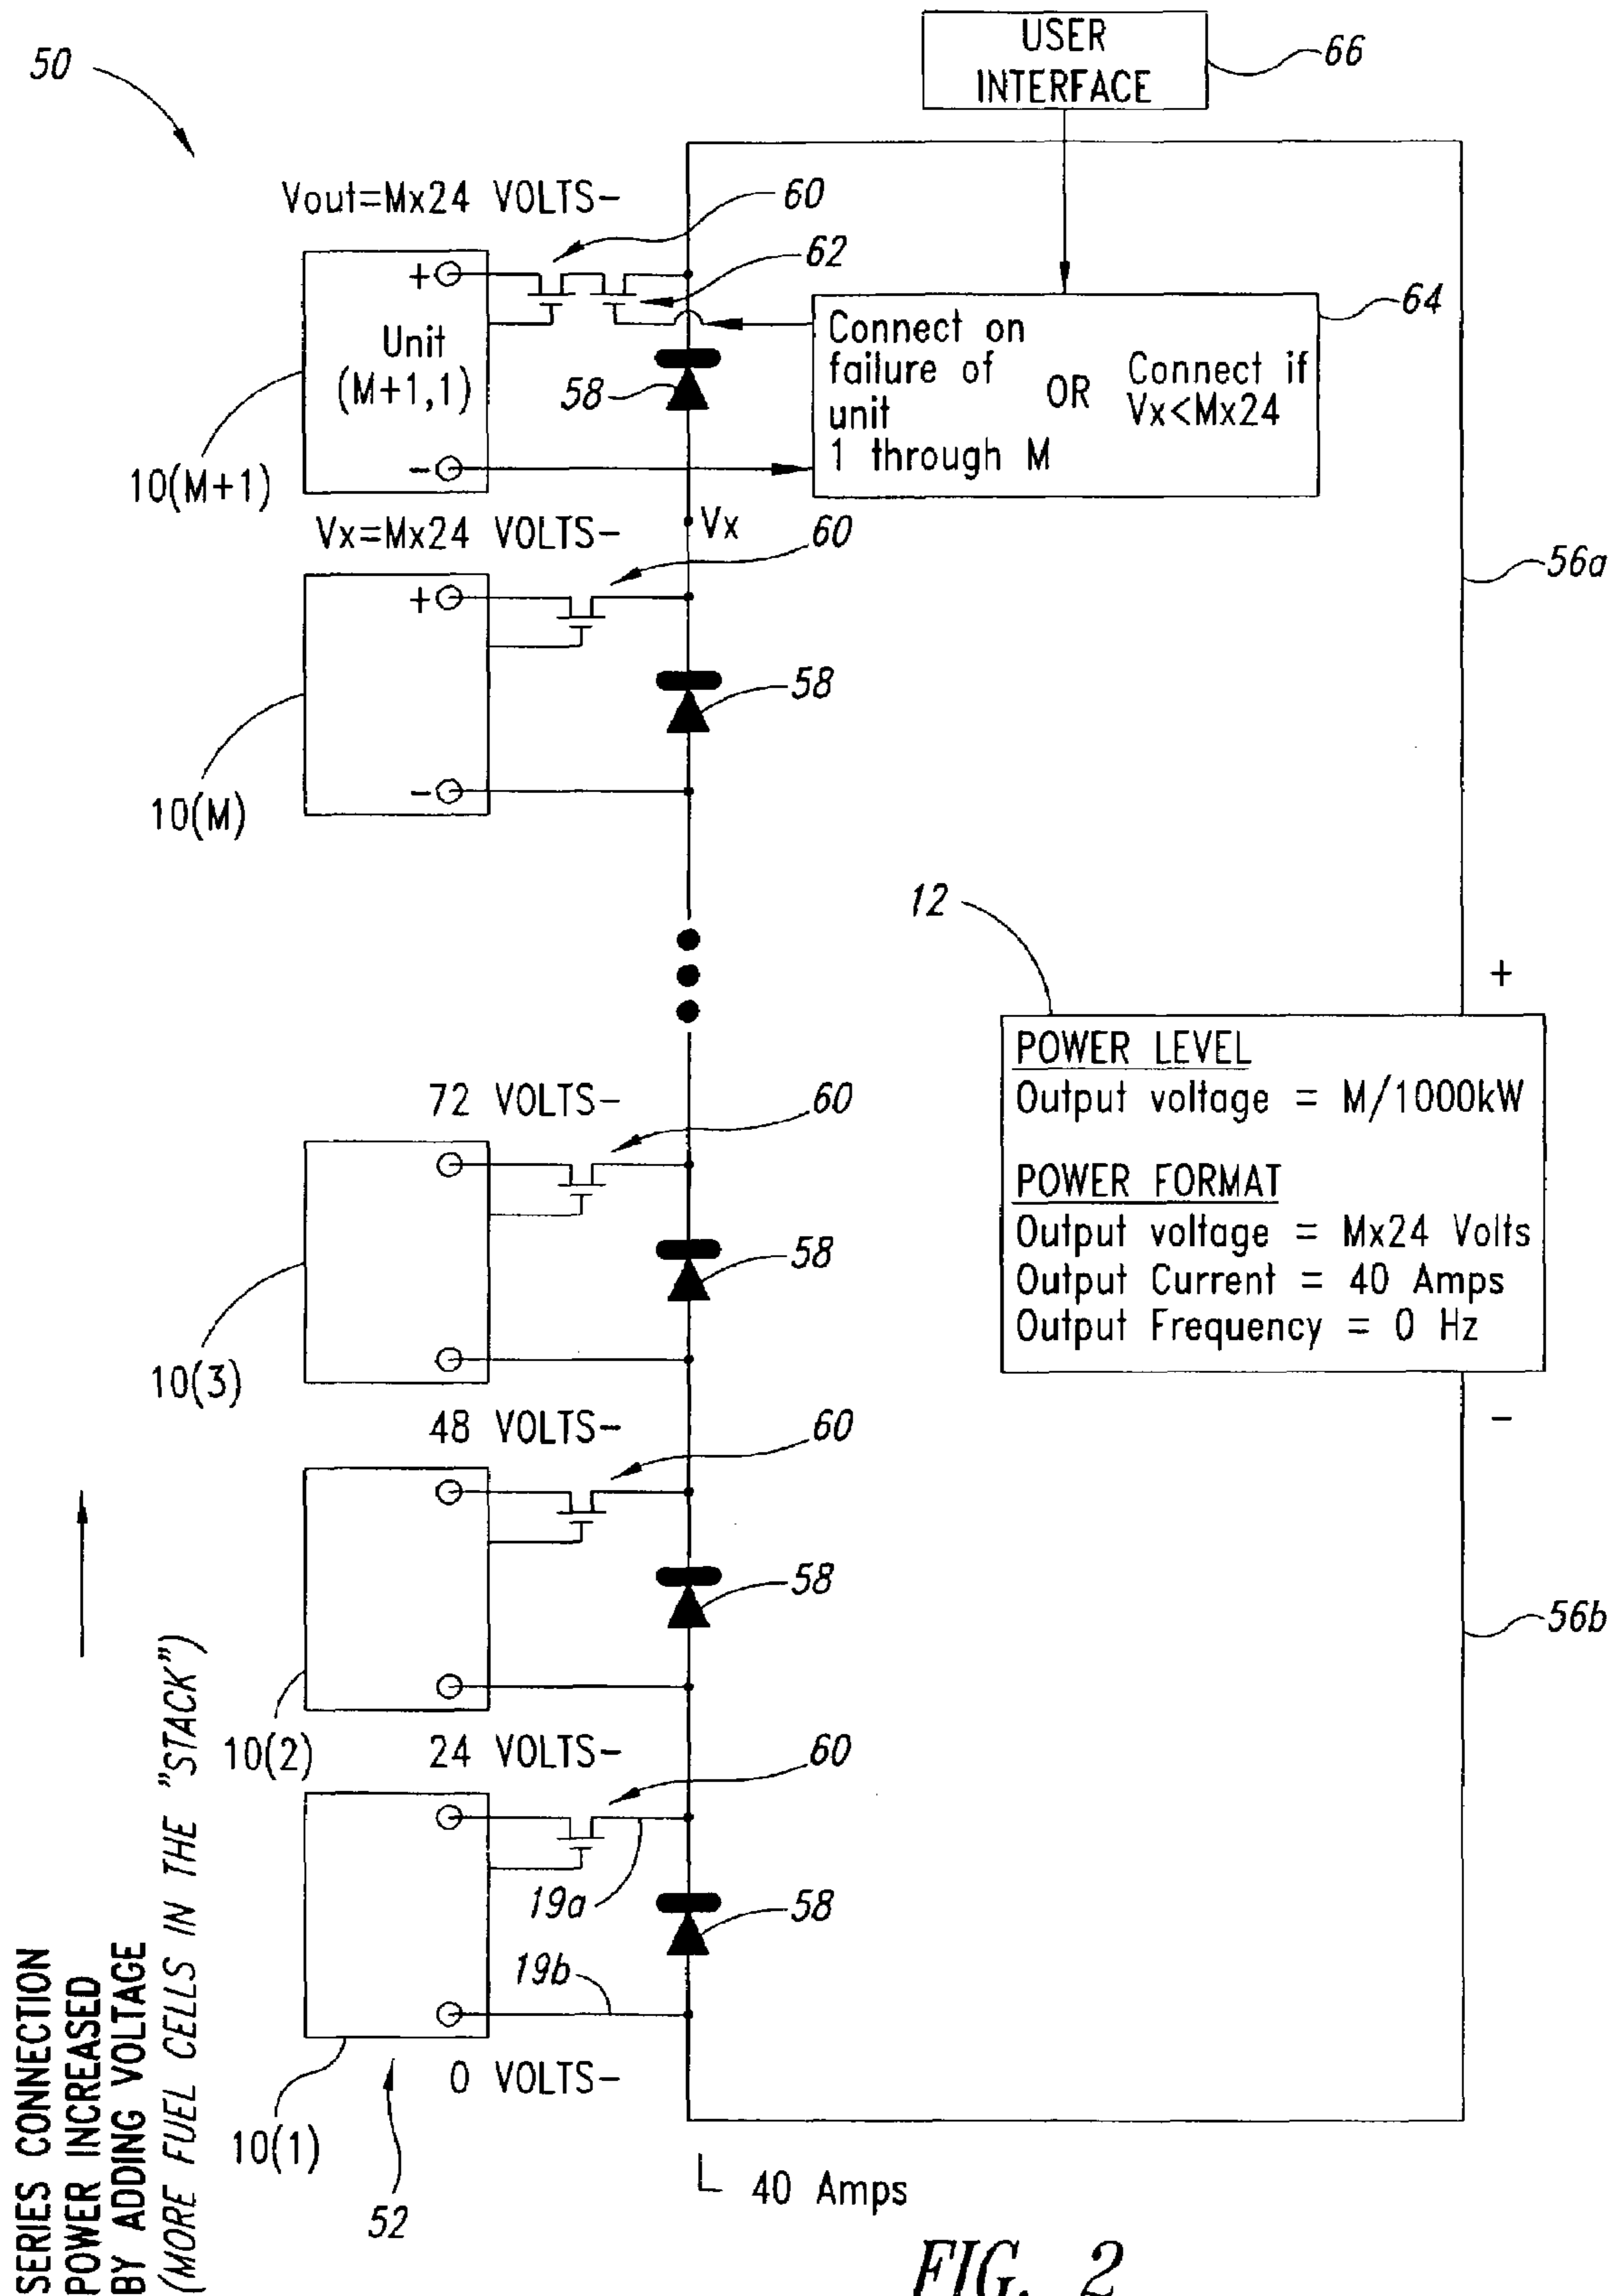 USER
INTERFACE
66
50
Vout=Mx24 VOLTS-
60
62
+
Unit
(M+1,1)
-
10(M+1)
58
64
Connect on
failure of
unit
1 through M
OR
Connect if
Vx<Mx24
Vx=Mx24 VOLTS-
Vx
60
56a
+
-
10(M)
58
12
+
POWER LEVEL
Output voltage = M/1000kW
POWER FORMAT
Output voltage = Mx24 Volts
Output Current = 40 Amps
Output Frequency = 0 Hz
-
72 VOLTS-
60
58
10(3)
48 VOLTS-
60
58
10(2)
56b
24 VOLTS-
60
19a
58
19b
0 VOLTS-
10(1)
52
L 40 Amps
SERIES CONNECTION
POWER INCREASED
BY ADDING VOLTAGE
(MORE FUEL CELLS IN THE "STACK")
FIG. 2